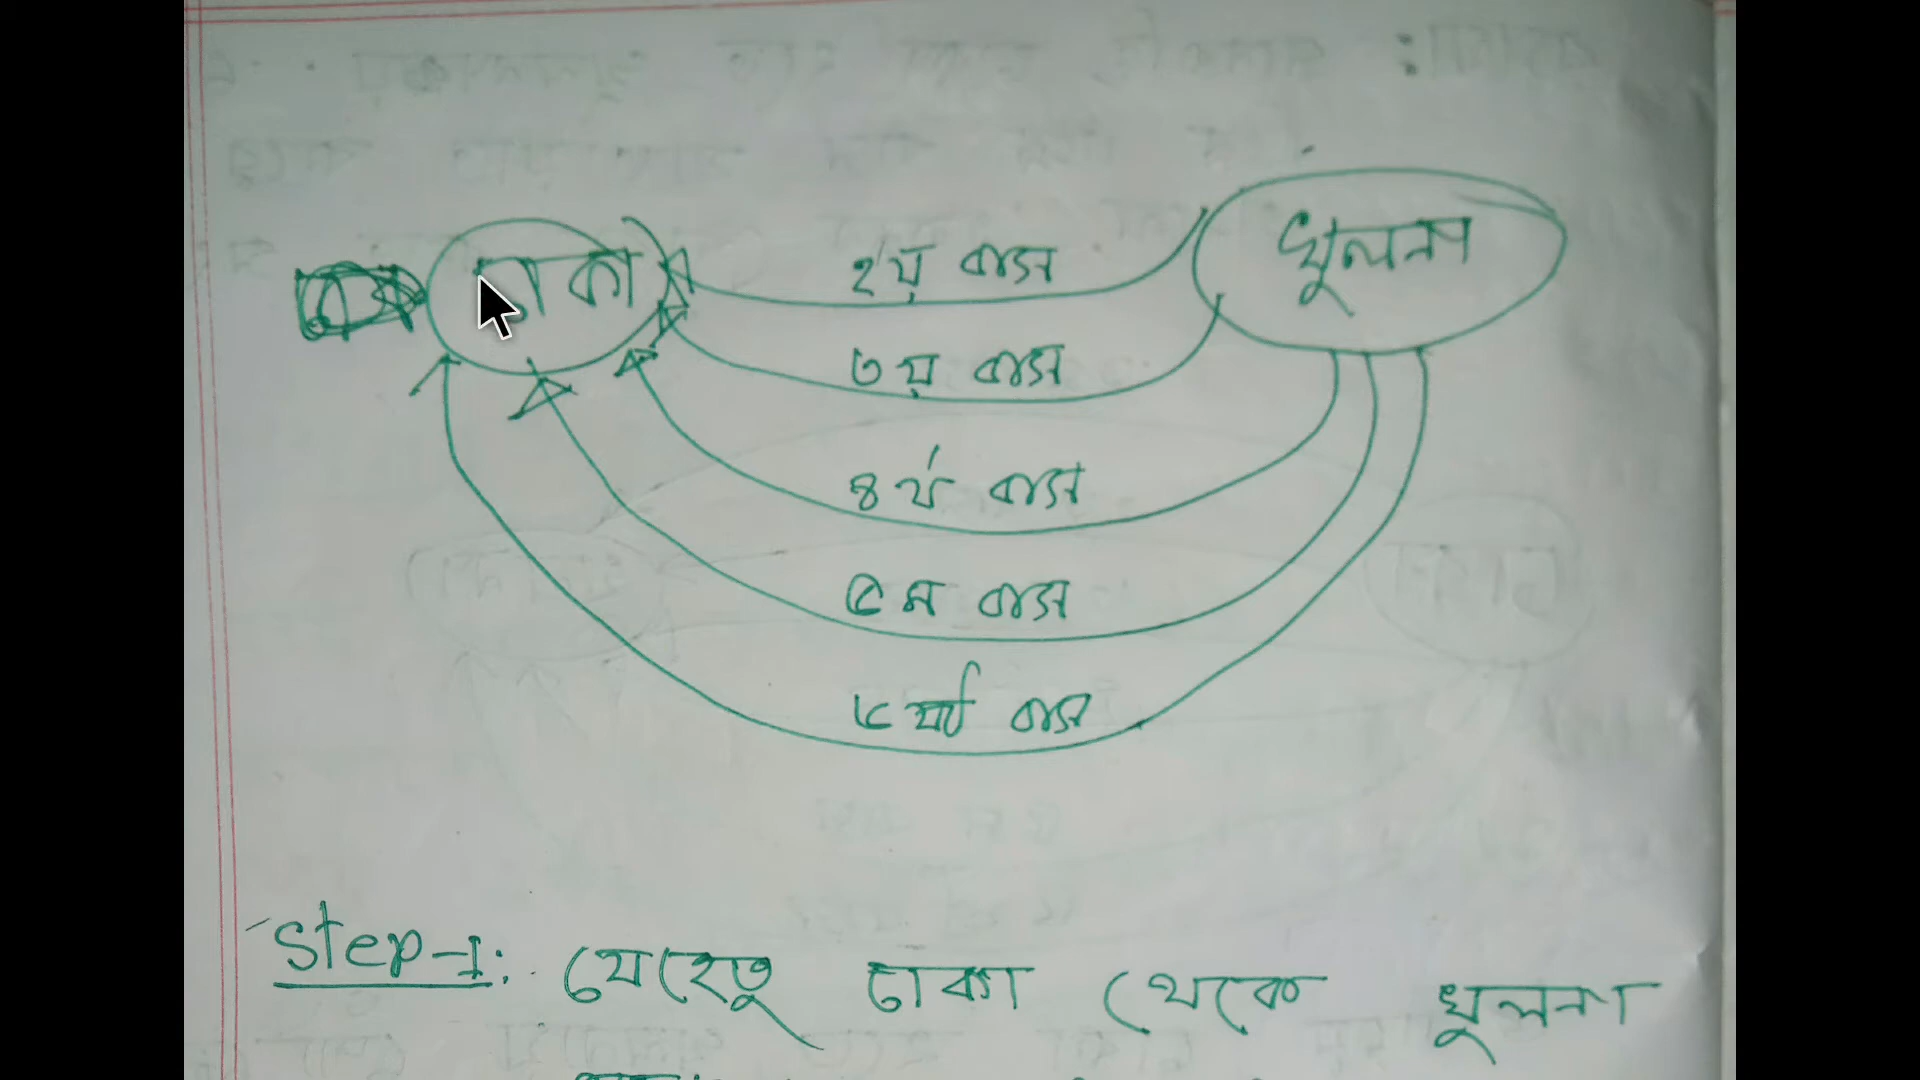 ঢাকা
খুলনা
২য় বাস
৩য় বাস
৪র্থ বাস
৫ম বাস
৬ষ্ঠ বাস
Step-1: যেহেতু ঢাকা থেকে খুলনা